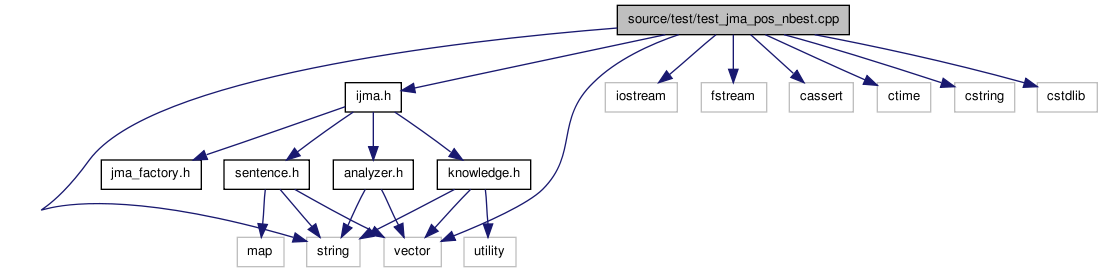 source/test/test_jma_pos_nbest.cpp
ijma.h
iostream
fstream
cassert
ctime
cstring
cstdlib
jma_factory.h
sentence.h
analyzer.h
knowledge.h
map
string
vector
utility